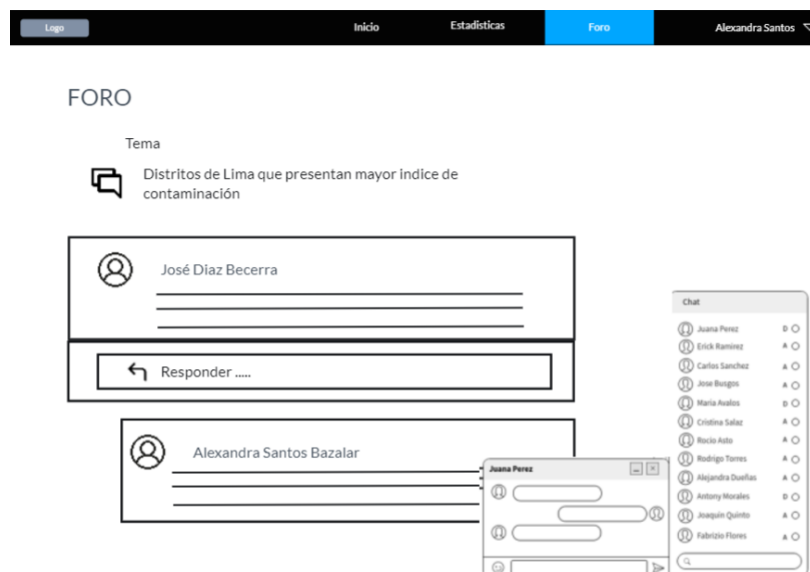 Logo
Inicio
Estadísticas
Foro
Alexandra Santos
FORO
Tema
Distritos de Lima que presentan mayor indice de
contaminación
José Diaz Becerra
Responder .....
Alexandra Santos Bazalar
Chat
Juana Perez D
Erick Ramirez A
Carlos Sanchez A
Jose Busgos A
Maria Avalos D
Cristina Salaz A
Rocio Asto A
Rodrigo Torres A
Alejandra Dueñas A
Antony Morales D
Joaquin Quinto A
Fabrizio Flores A
Juana Perez